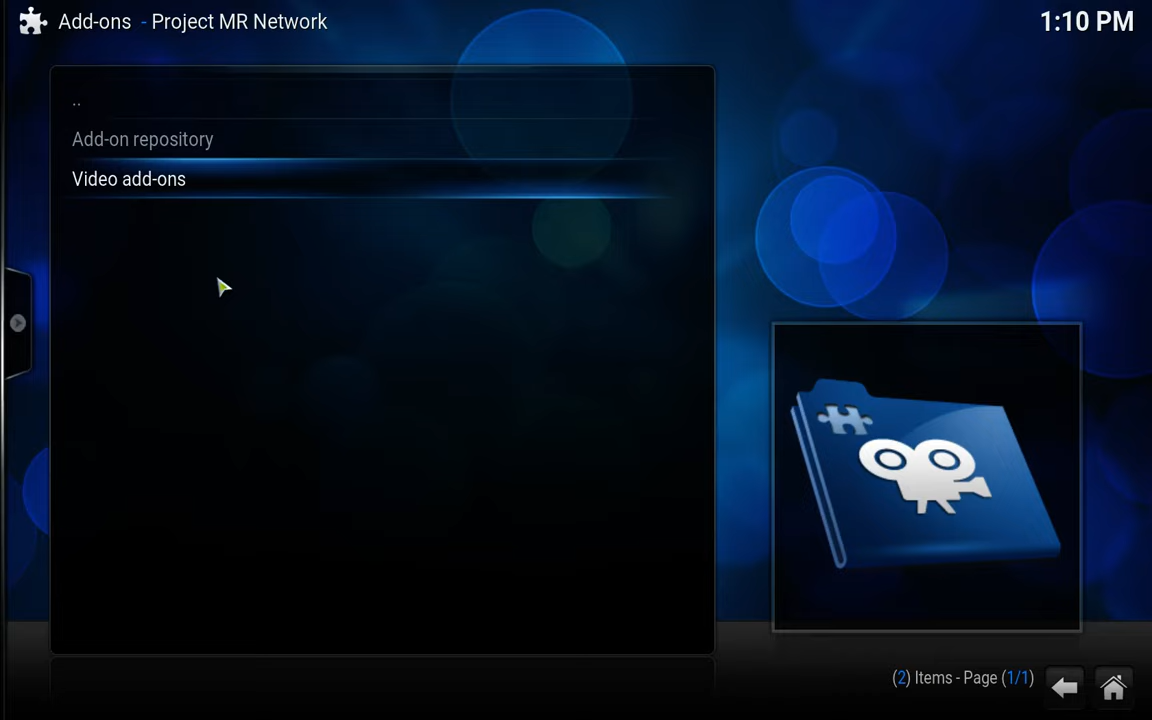 Add-ons - Project MR Network
1:10 PM
..
Add-on repository
Video add-ons
(2) Items - Page (1/1)